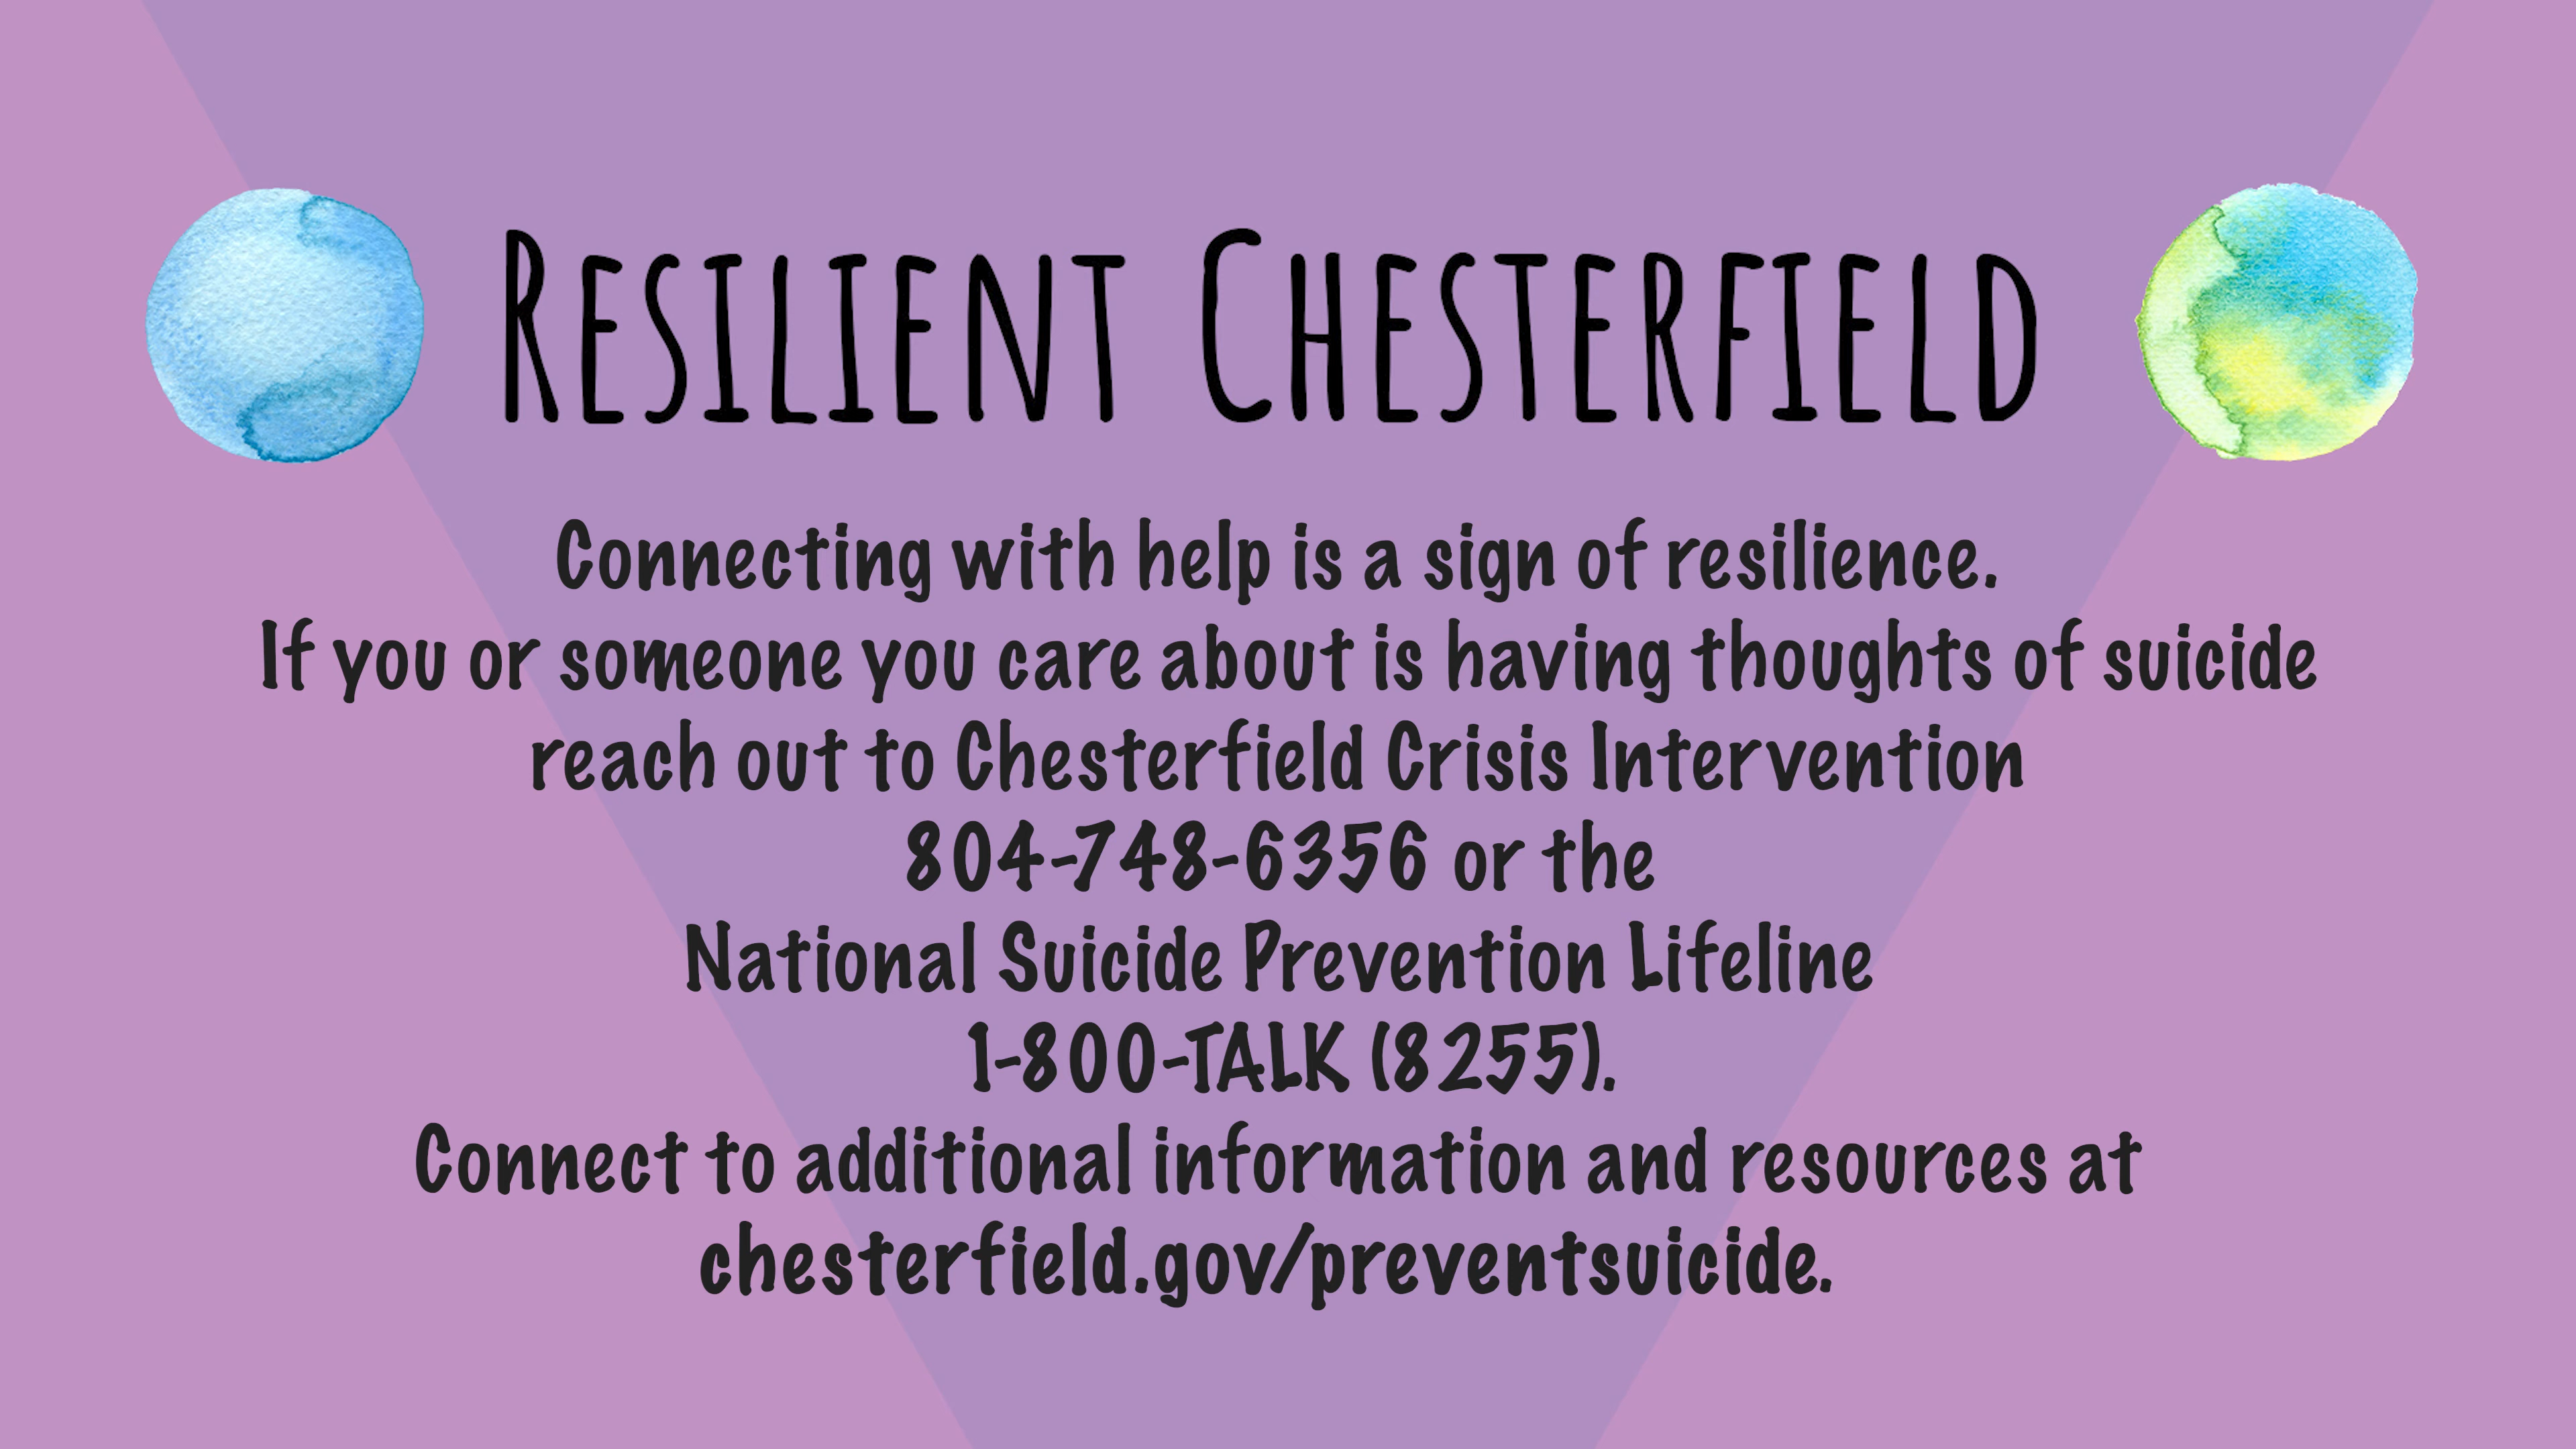 Resilient Chesterfield
Connecting with help is a sign of resilience.
If you or someone you care about is having thoughts of suicide
reach out to Chesterfield Crisis Intervention
804-748-6356 or the
National Suicide Prevention Lifeline
1-800-TALK (8255).
Connect to additional information and resources at
chesterfield.gov/preventsuicide.